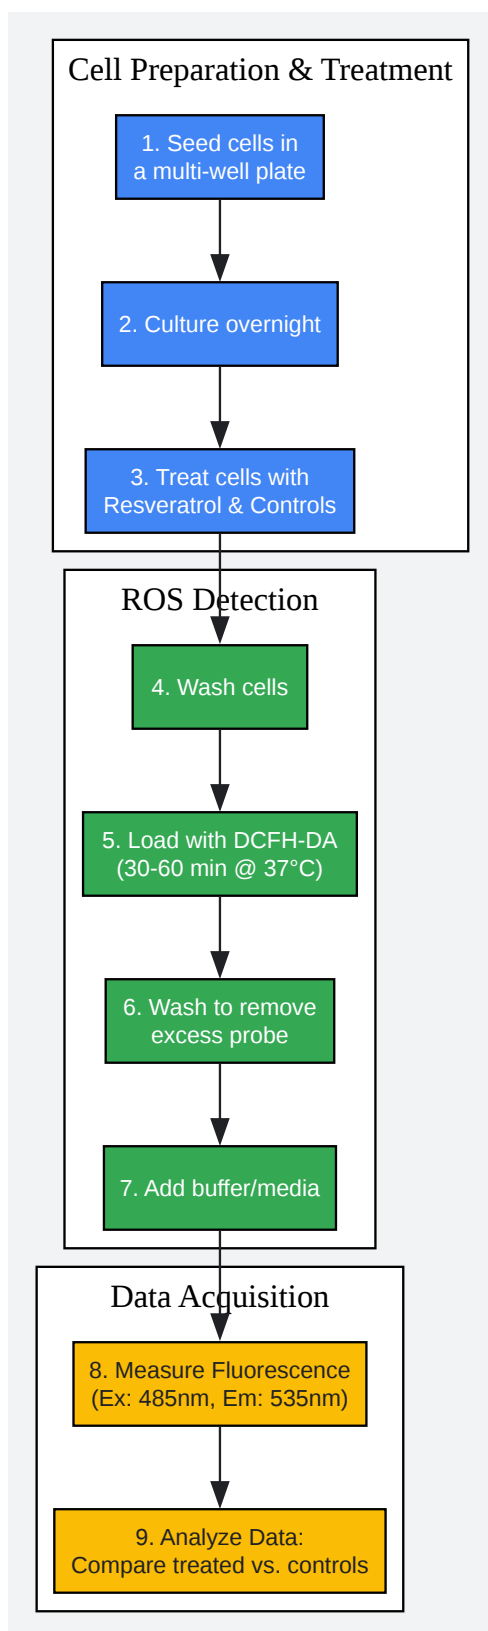 Cell Preparation & Treatment
1. Seed cells in
a multi-well plate
2. Culture overnight
3. Treat cells with
Resveratrol & Controls
ROS Detection
4. Wash cells
5. Load with DCFH-DA
(30-60 min @ 37°C)
6. Wash to remove
excess probe
7. Add buffer/media
Data Acquisition
8. Measure Fluorescence
(Ex: 485nm, Em: 535nm)
9. Analyze Data:
Compare treated vs. controls